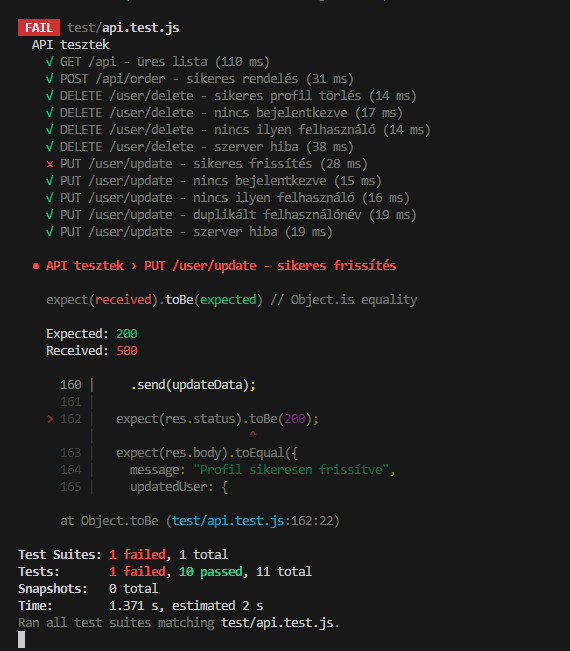 FAIL test/api.test.js
API tesztek
√ GET /api - üres lista (110 ms)
√ POST /api/order - sikeres rendelés (31 ms)
√ DELETE /user/delete - sikeres profil törlés (14 ms)
√ DELETE /user/delete - nincs bejelentkezve (17 ms)
√ DELETE /user/delete - nincs ilyen felhasználó (14 ms)
√ DELETE /user/delete - szerver hiba (38 ms)
× PUT /user/update - sikeres frissítés (28 ms)
√ PUT /user/update - nincs bejelentkezve (15 ms)
√ PUT /user/update - nincs ilyen felhasználó (16 ms)
√ PUT /user/update - duplikált felhasználónév (19 ms)
√ PUT /user/update - szerver hiba (19 ms)
● API tesztek › PUT /user/update - sikeres frissítés
expect(received).toBe(expected) // Object.is equality
Expected: 200
Received: 500
160 | .send(updateData);
161 |
> 162 | expect(res.status).toBe(200);
| ^
163 | expect(res.body).toEqual({
164 | message: "Profil sikeresen frissítve",
165 | updatedUser: {
at Object.toBe (test/api.test.js:162:22)
Test Suites: 1 failed, 1 total
Tests: 1 failed, 10 passed, 11 total
Snapshots: 0 total
Time: 1.371 s, estimated 2 s
Ran all test suites matching test/api.test.js.